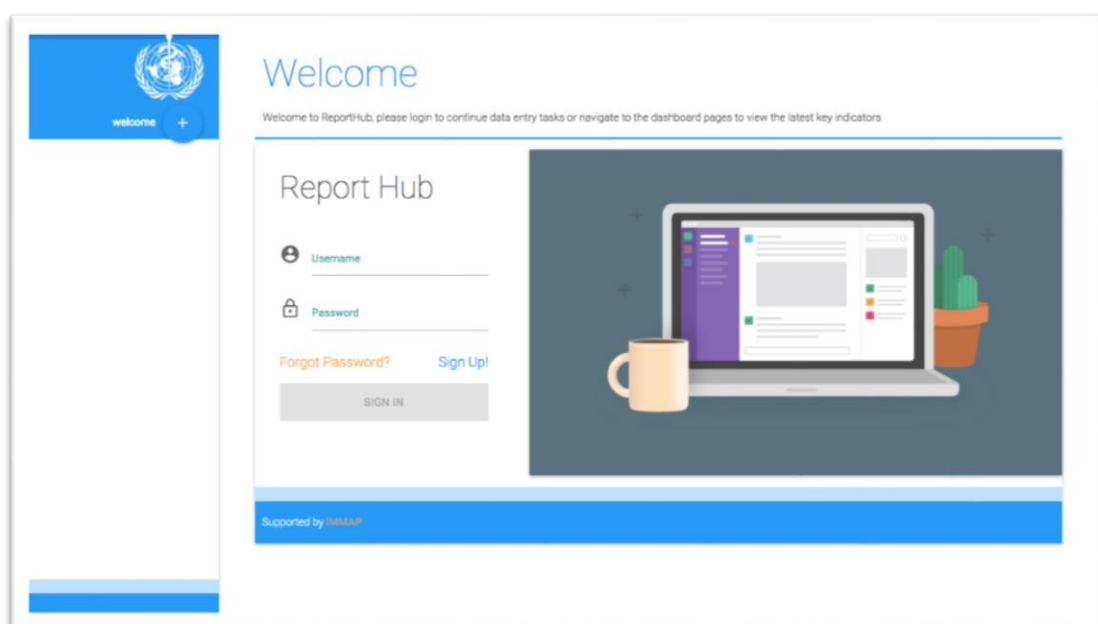 welcome +
Welcome
Welcome to ReportHub, please login to continue data entry tasks or navigate to the dashboard pages to view the latest key indicators
Report Hub
Username
Password
Forgot Password? Sign Up!
SIGN IN
Supported by iMMAP